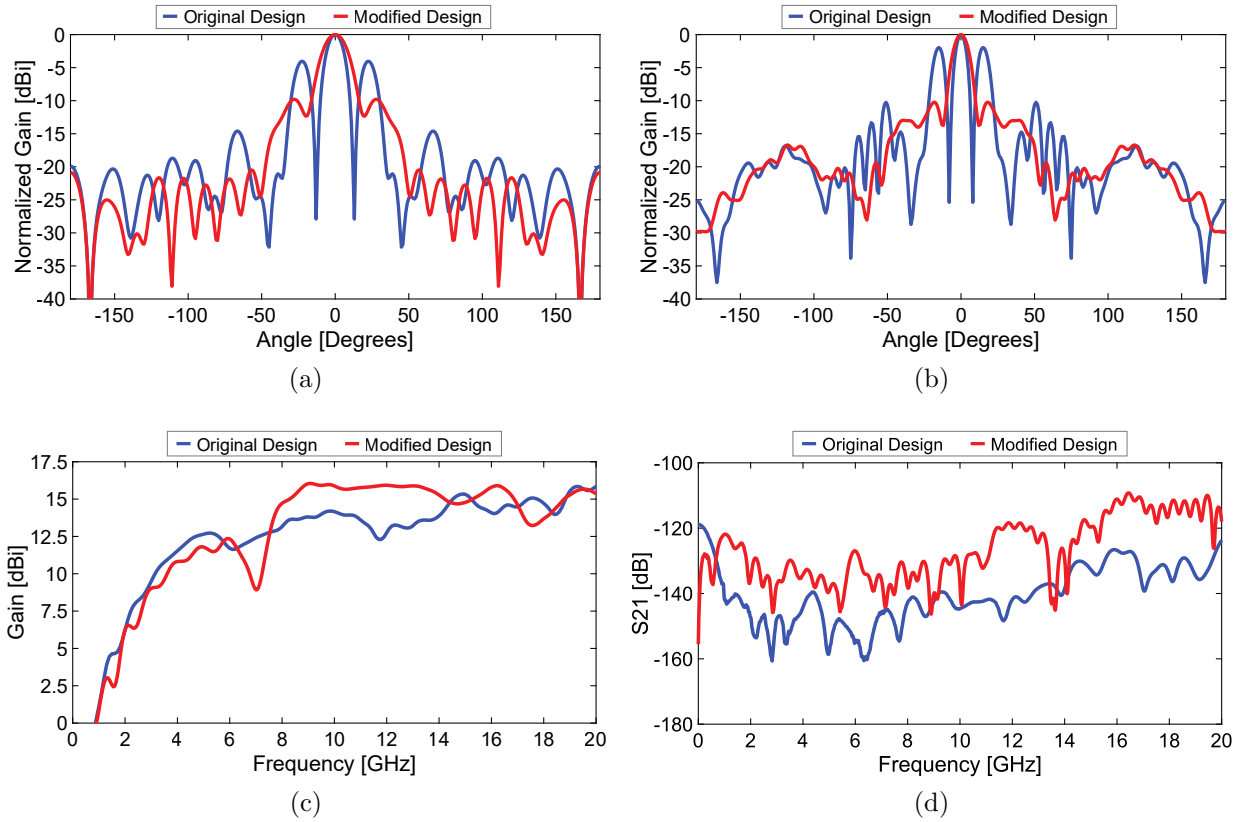 Original Design Modified Design
Normalized Gain [dBi]
0
-5
-10
-15
-20
-25
-30
-35
-40
-150 -100 -50 0 50 100 150
Angle [Degrees]
(a)
Original Design Modified Design
Normalized Gain [dBi]
0
-5
-10
-15
-20
-25
-30
-35
-40
-150 -100 -50 0 50 100 150
Angle [Degrees]
(b)
Original Design Modified Design
Gain [dBi]
17.5
15
12.5
10
7.5
5
2.5
0
0 2 4 6 8 10 12 14 16 18 20
Frequency [GHz]
(c)
Original Design Modified Design
S21 [dB]
-100
-120
-140
-160
-180
0 2 4 6 8 10 12 14 16 18 20
Frequency [GHz]
(d)